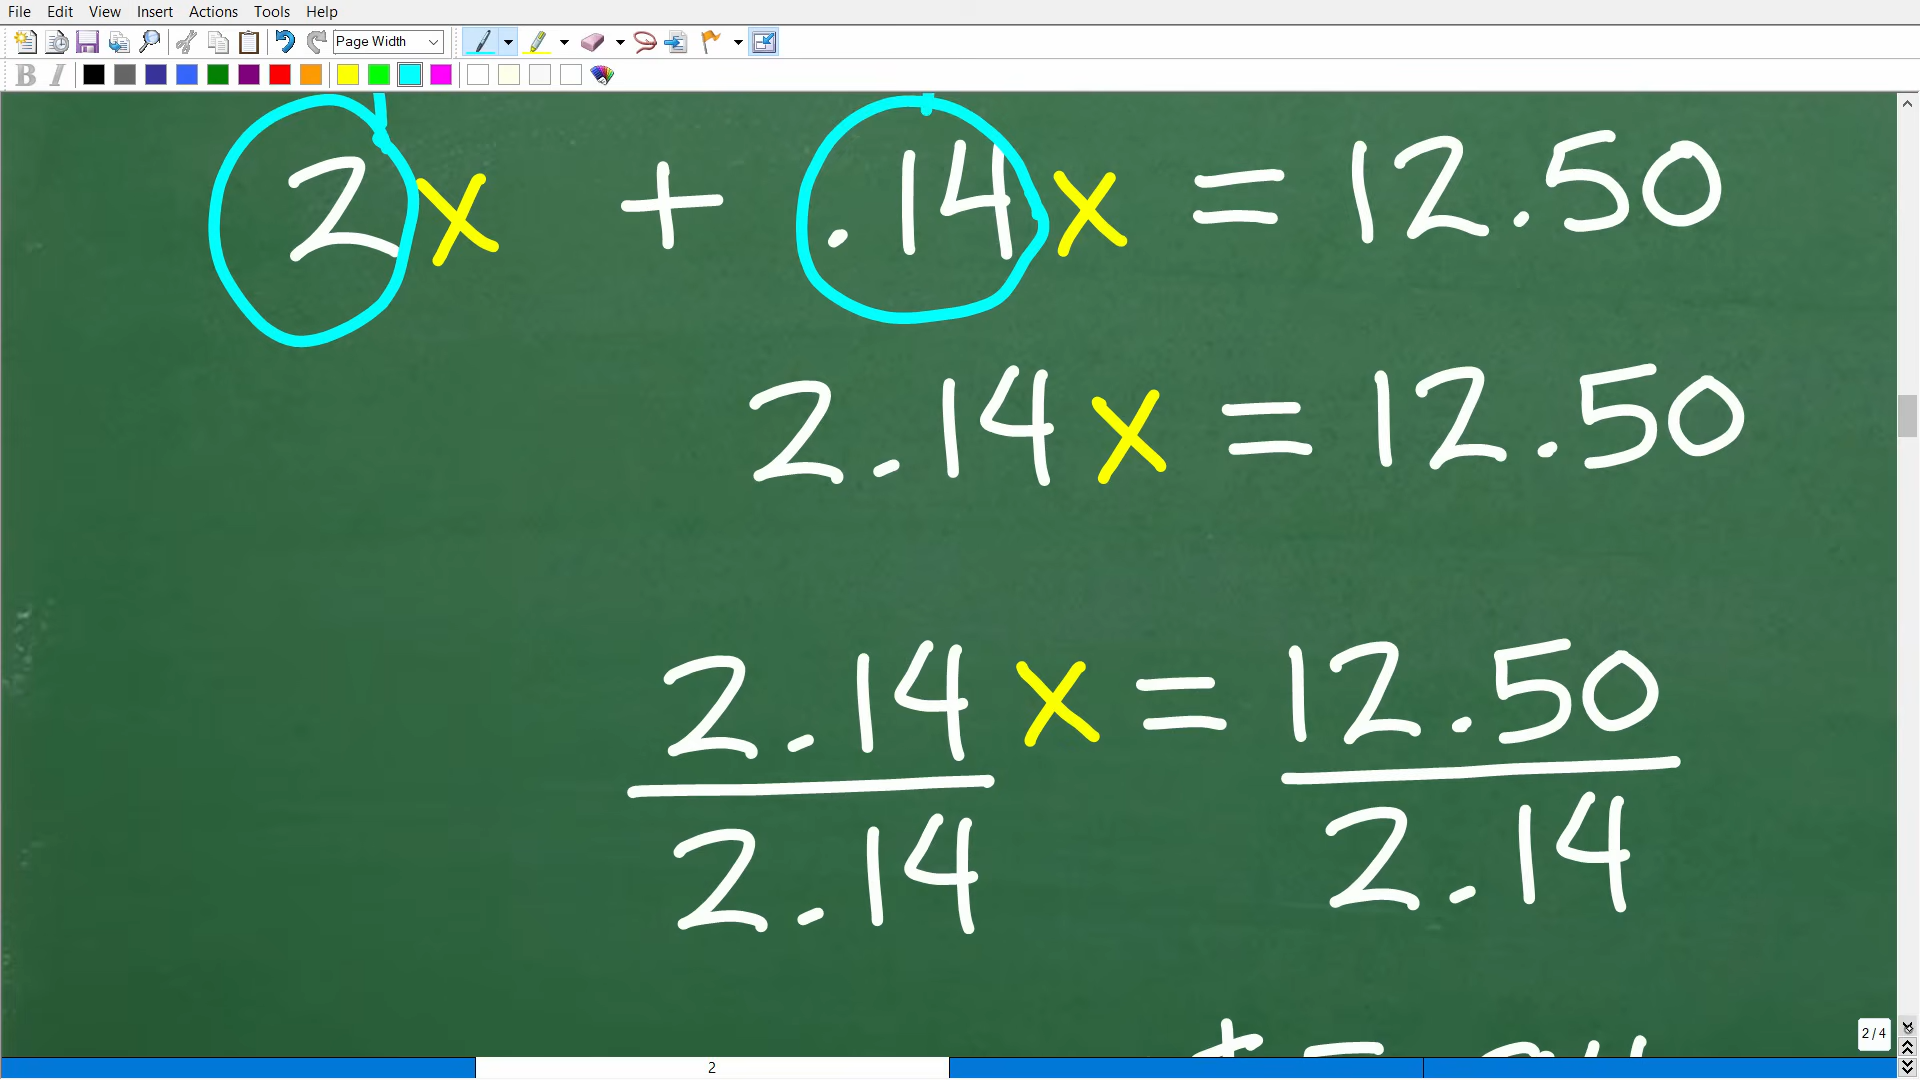 File Edit View Insert Actions Tools Help
Page Width
B I
2x + .14x = 12.50
2.14x = 12.50
2.14x = 12.50
2.14 2.14
2 / 4
2